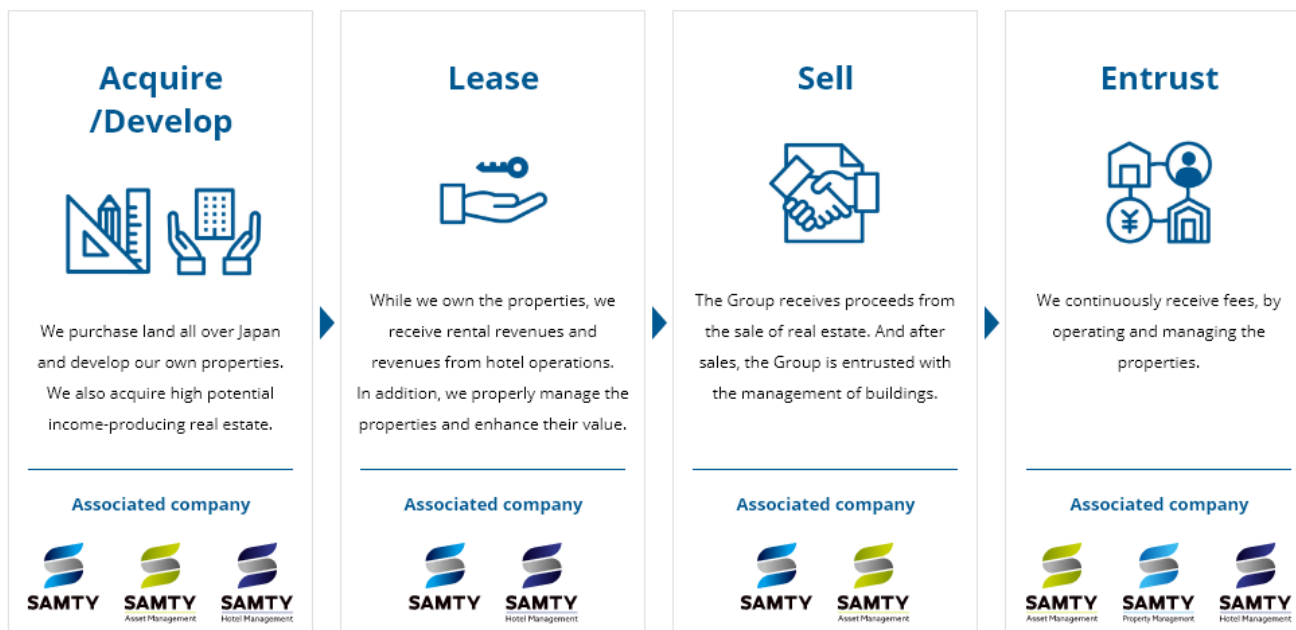 Acquire
/Develop
We purchase land all over Japan
and develop our own properties.
We also acquire high potential
income-producing real estate.
Associated company
SAMTY
SAMTY
Asset Management
SAMTY
Hotel Management
Lease
While we own the properties, we
receive rental revenues and
revenues from hotel operations.
In addition, we properly manage the
properties and enhance their value.
Associated company
SAMTY
SAMTY
Hotel Management
Sell
The Group receives proceeds from
the sale of real estate. And after
sales, the Group is entrusted with
the management of buildings.
Associated company
SAMTY
SAMTY
Asset Management
Entrust
¥
We continuously receive fees, by
operating and managing the
properties.
Associated company
SAMTY
Asset Management
SAMTY
Property Management
SAMTY
Hotel Management